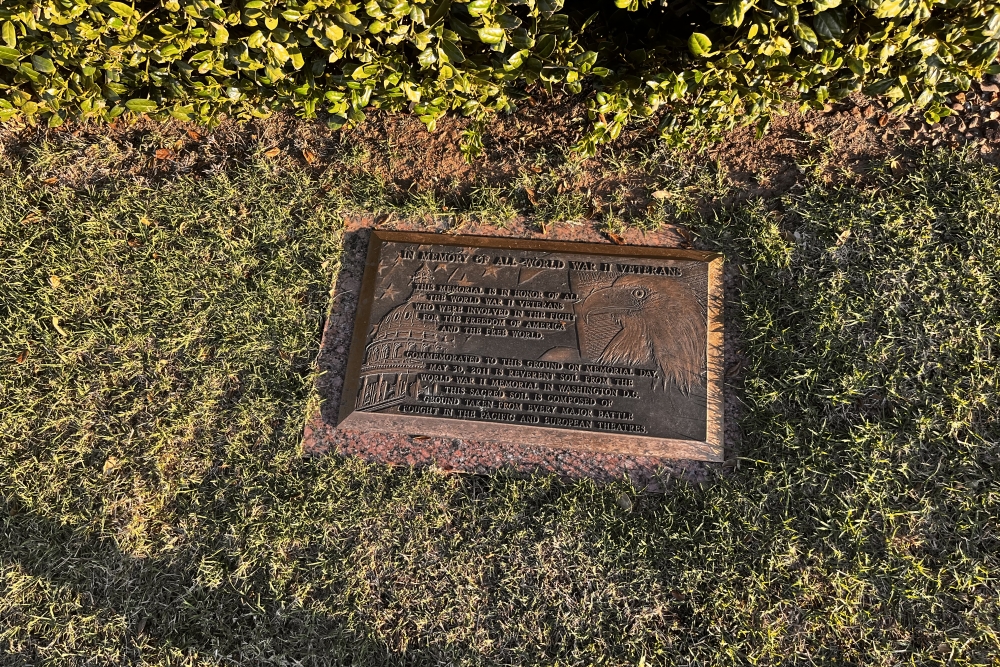 IN MEMORY OF ALL WORLD WAR II VETERANS
THIS MEMORIAL IS IN HONOR OF ALL
THE WORLD WAR II VETERANS
WHO WERE INVOLVED IN THE FIGHT
FOR THE FREEDOM OF AMERICA
AND THE FREE WORLD.
COMMEMORATED TO THE GROUND ON MEMORIAL DAY
MAY 30, 2011 IS REVERENT SOIL FROM THE
WORLD WAR II MEMORIAL IN WASHINGTON D.C.
THIS SACRED SOIL IS COMPOSED OF
GROUND TAKEN FROM EVERY MAJOR BATTLE
FOUGHT IN THE PACIFIC AND EUROPEAN THEATRES.